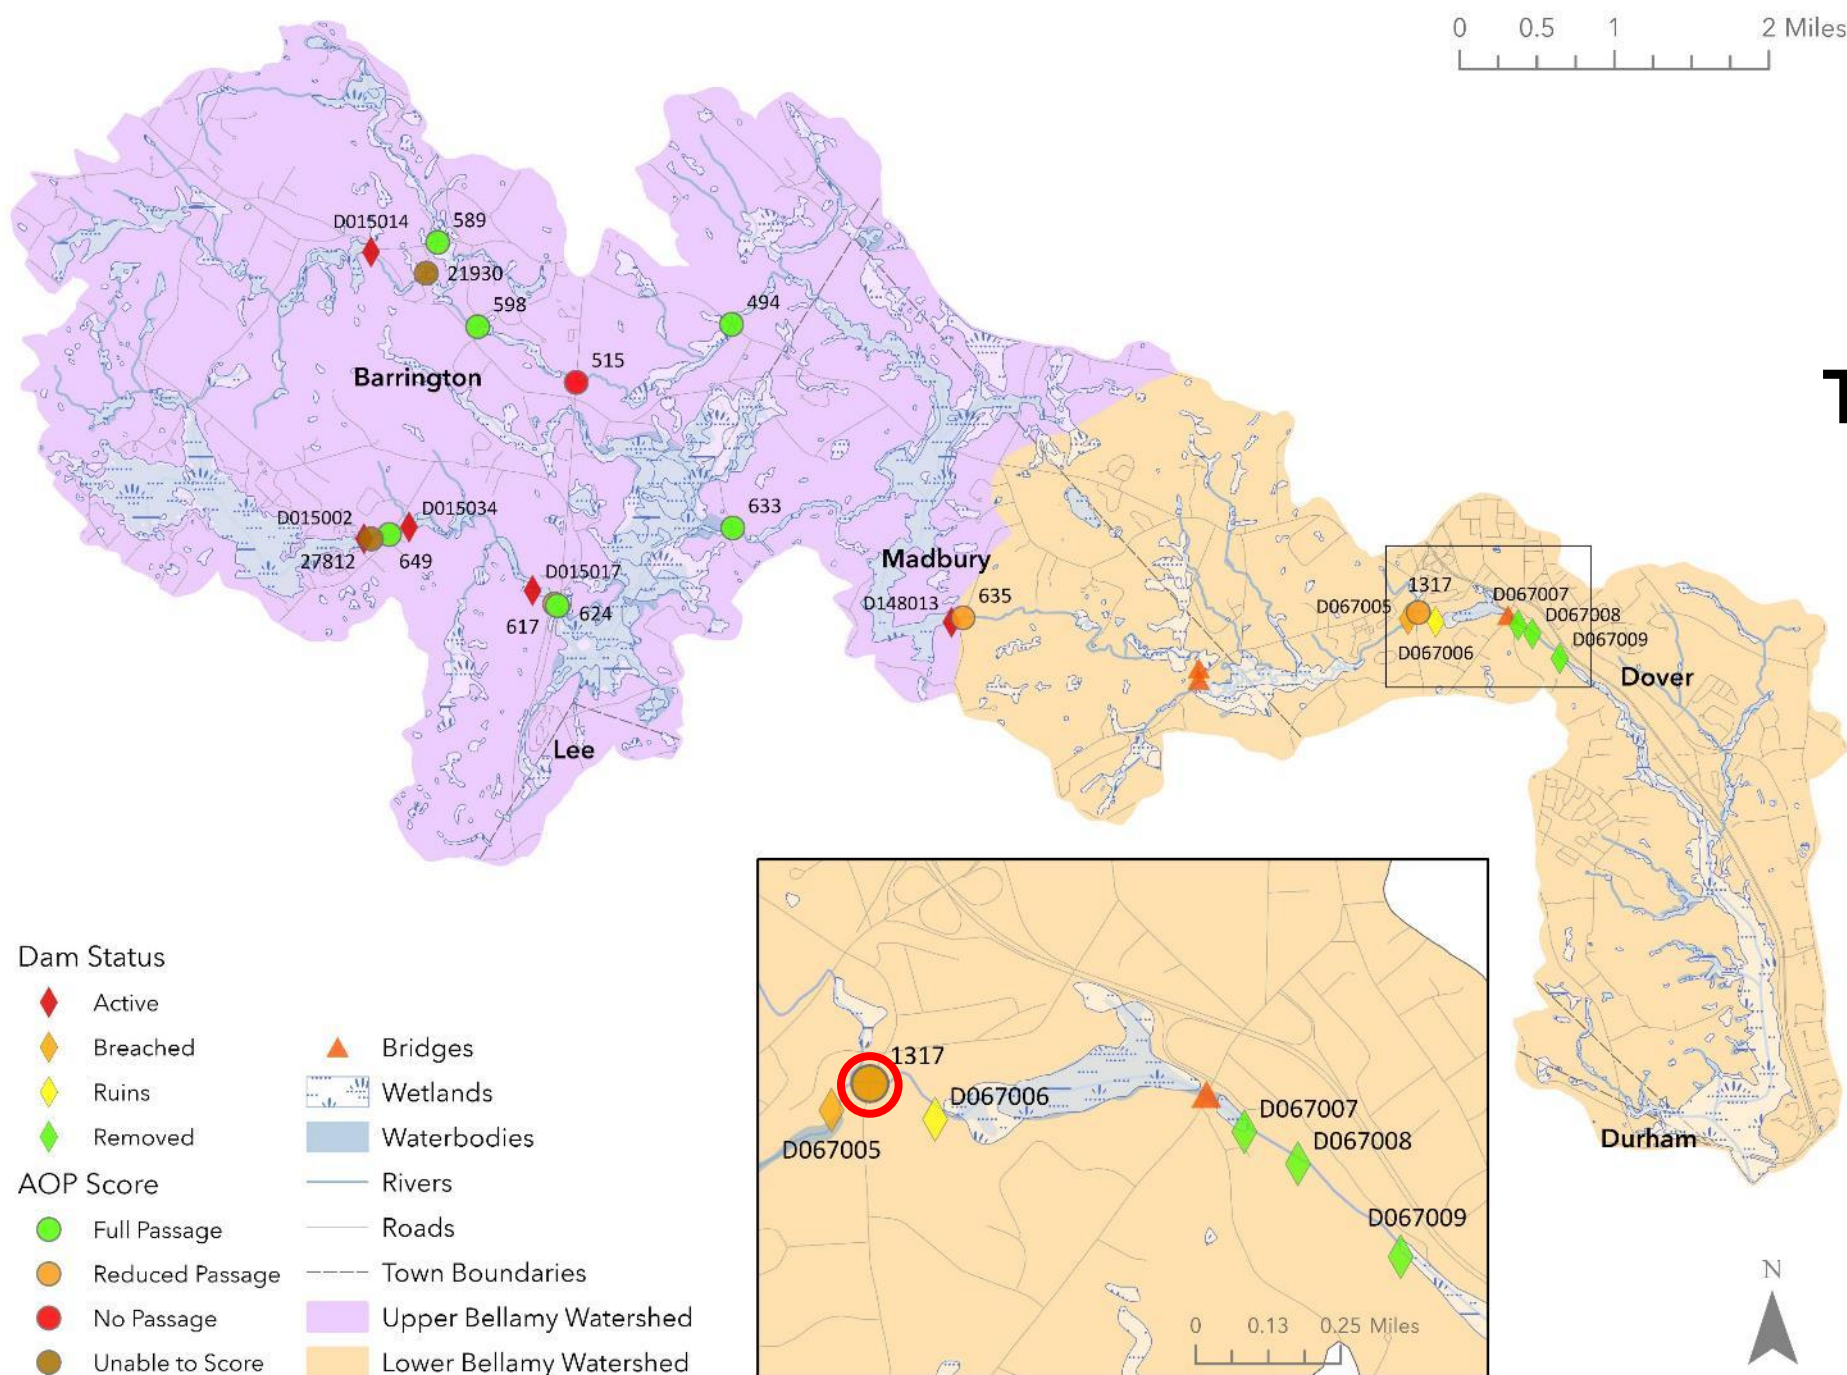 0 0.5 1 2 Miles
D015014
589
21930
598
494
515
Barrington
T
D015034
D015002
633
27812
649
D015017
Madbury
D148013
635
617
624
1317
D067005
D067007
D067008
D067006
D067009
Dover
Lee
1317
D067006
D067007
D067005
D067008
D067009
Durham
0 0.13 0.25 Miles
N
Dam Status
Active
Breached
Ruins
Removed
AOP Score
Full Passage
Reduced Passage
No Passage
Unable to Score
Bridges
Wetlands
Waterbodies
Rivers
Roads
Town Boundaries
Upper Bellamy Watershed
Lower Bellamy Watershed